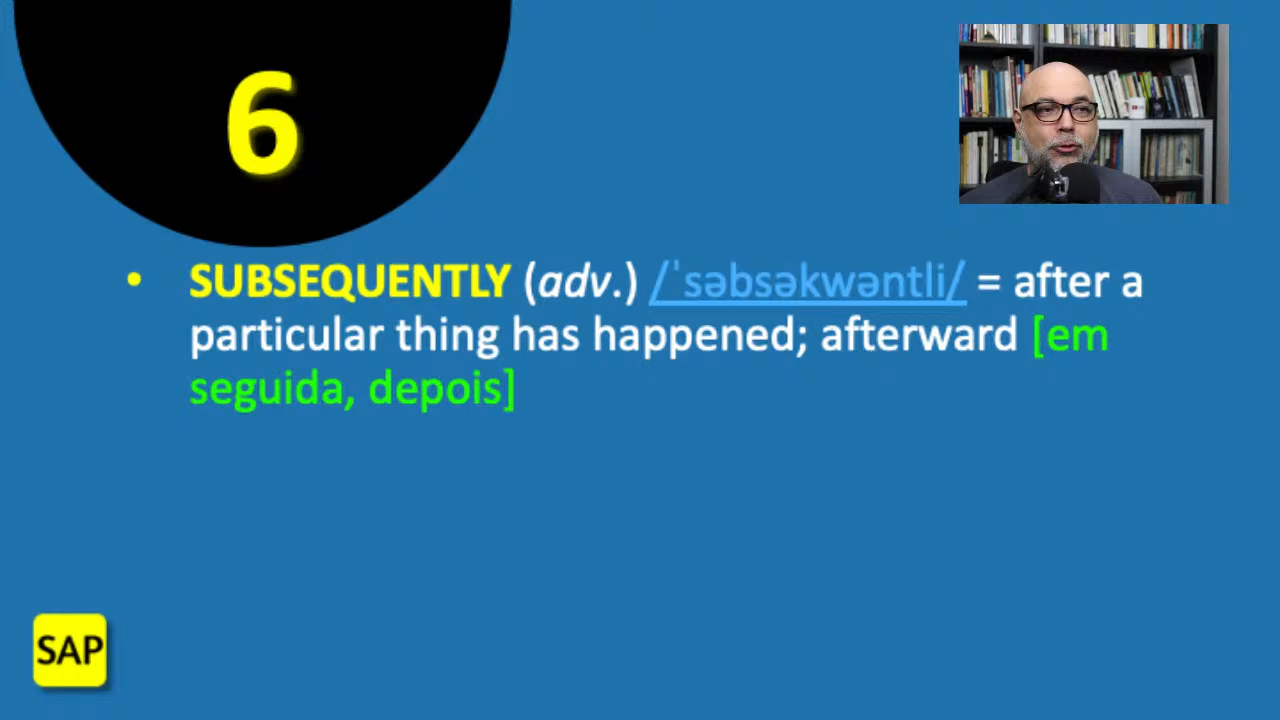 6
• SUBSEQUENTLY (adv.) /ˈsəbsəkwəntli/ = after a
particular thing has happened; afterward [em
seguida, depois]
SAP